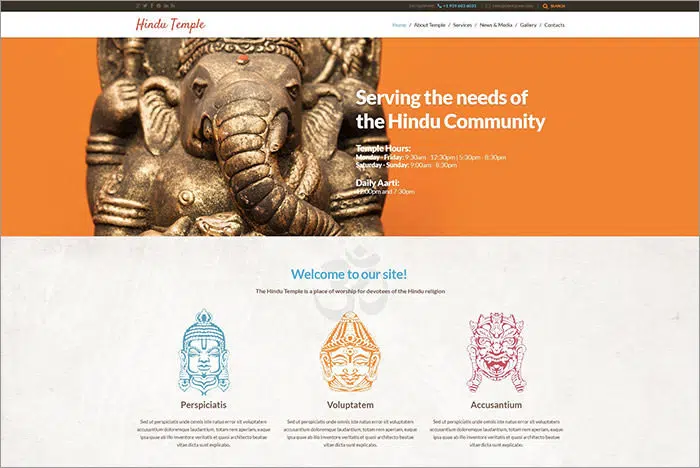 +1 959 603 6035
SEARCH
Hindu Temple
Home / About Temple / Services / News & Media / Gallery / Contacts
Serving the needs of
the Hindu Community
Temple Hours:
Monday - Friday: 9:30am - 12:30pm | 5:30pm - 8:30pm
Saturday - Sunday: 9:00am - 8:30pm
Daily Aarti:
12:00pm and 7:30pm
Welcome to our site!
The Hindu Temple is a place of worship for devotees of the Hindu religion
Perspiciatis
Sed ut perspiciatis unde omnis iste natus error sit voluptatem
accusantium doloremque laudantium, totam rem aperiam, eaque
ipsa quae ab illo inventore veritatis et quasi architecto beatae
vitae dicta sunt explicabo.
Voluptatem
Sed ut perspiciatis unde omnis iste natus error sit voluptatem
accusantium doloremque laudantium, totam rem aperiam, eaque
ipsa quae ab illo inventore veritatis et quasi architecto beatae
vitae dicta sunt explicabo.
Accusantium
Sed ut perspiciatis unde omnis iste natus error sit voluptatem
accusantium doloremque laudantium, totam rem aperiam, eaque
ipsa quae ab illo inventore veritatis et quasi architecto beatae
vitae dicta sunt explicabo.